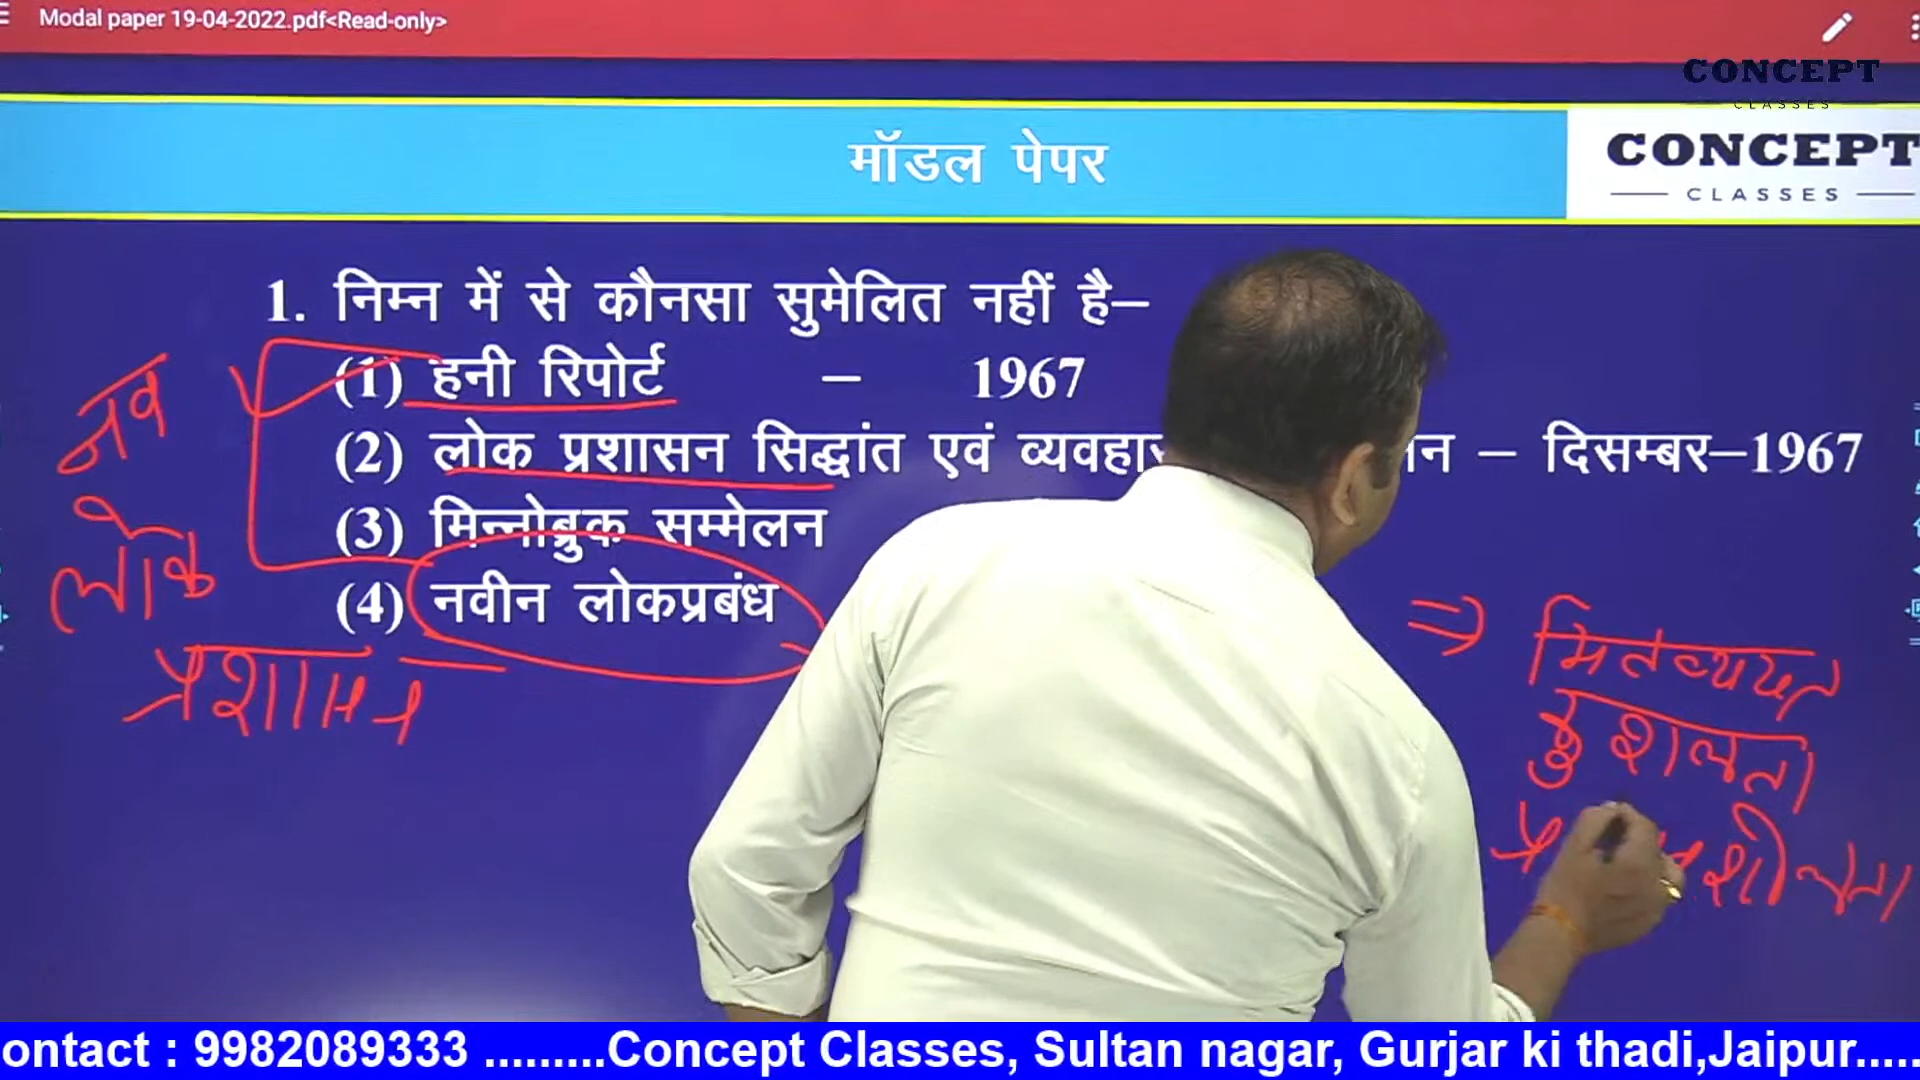 Modal paper 19-04-2022.pdf<Read-only>
CONCEPT
CLASSES
मॉडल पेपर
CONCEPT
CLASSES
1. निम्न में से कौनसा सुमेलित नहीं है–
(1) हनी रिपोर्ट – 1967
(2) लोक प्रशासन सिद्धांत एवं – दिसम्बर–1967
(3) मिन्नोब्रुक सम्मेलन
(4) नवीन लोकप्रबंध
नव
लोक
प्रशासन
⇒ मितव्ययत
कुशलता
ontact : 9982089333 .........Concept Classes, Sultan nagar, Gurjar ki thadi,Jaipur.....